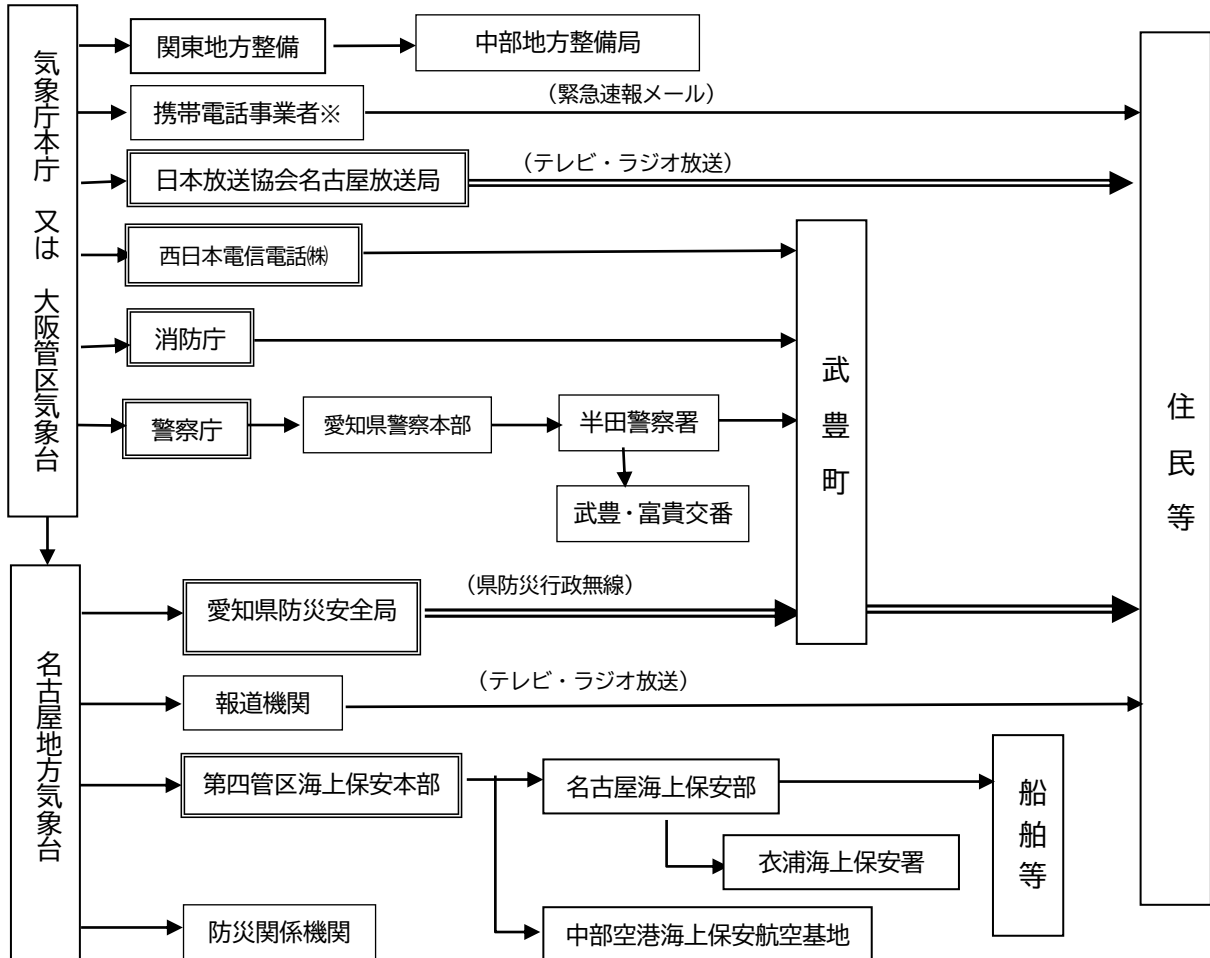 気象庁本庁 又は 大阪管区気象台
関東地方整備
中部地方整備局
携帯電話事業者※
（緊急速報メール）
日本放送協会名古屋放送局
（テレビ・ラジオ放送）
西日本電信電話㈱
消防庁
警察庁
愛知県警察本部
半田警察署
武豊・富貴交番
武豊町
住民等
名古屋地方気象台
愛知県防災安全局
（県防災行政無線）
報道機関
（テレビ・ラジオ放送）
第四管区海上保安本部
名古屋海上保安部
衣浦海上保安署
船舶等
防災関係機関
中部空港海上保安航空基地